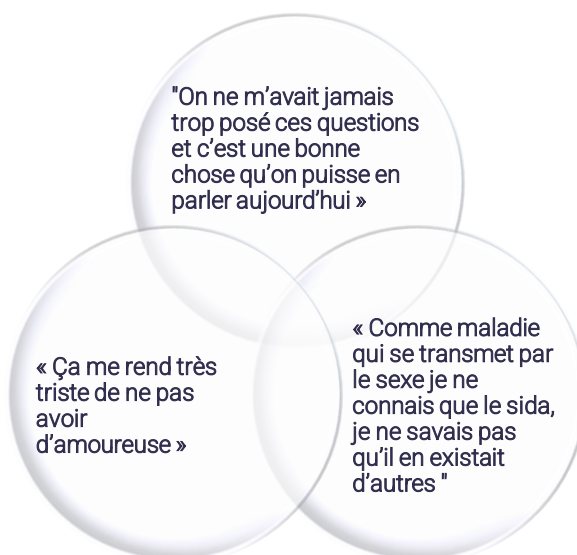 "On ne m’avait jamais
trop posé ces questions
et c’est une bonne
chose qu’on puisse en
parler aujourd’hui »
« Ça me rend très
triste de ne pas
avoir
d’amoureuse »
« Comme maladie
qui se transmet par
le sexe je ne
connais que le sida,
je ne savais pas
qu’il en existait
d’autres "